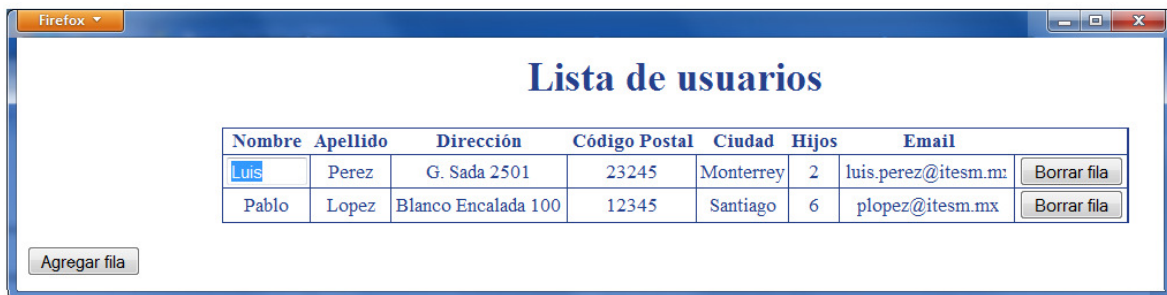 Firefox
Lista de usuarios
Nombre Apellido Dirección Código Postal Ciudad Hijos Email
Luis Perez G. Sada 2501 23245 Monterrey 2 luis.perez@itesm.mx Borrar fila
Pablo Lopez Blanco Encalada 100 12345 Santiago 6 plopez@itesm.mx Borrar fila
Agregar fila